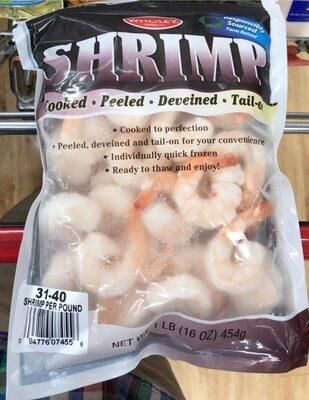 WHOLEY
Responsibly
Sourced
Farm Raised
SHRIMP
Cooked • Peeled • Deveined • Tail-o
• Cooked to perfection
• Peeled, deveined and tail-on for your convenience
• Individually quick frozen
• Ready to thaw and enjoy!
31-40
SHRIMP PER POUND
0 94776 07455 6
NET WT. 1 LB (16 OZ) 454g